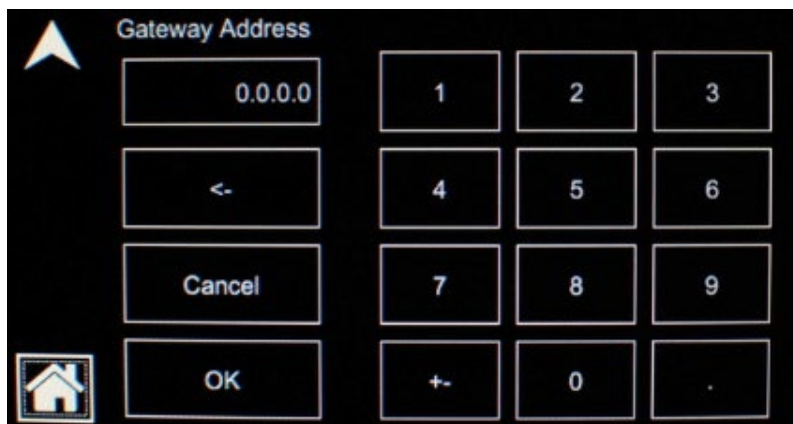 Gateway Address
0.0.0.0 1 2 3
<- 4 5 6
Cancel 7 8 9
OK +- 0 .